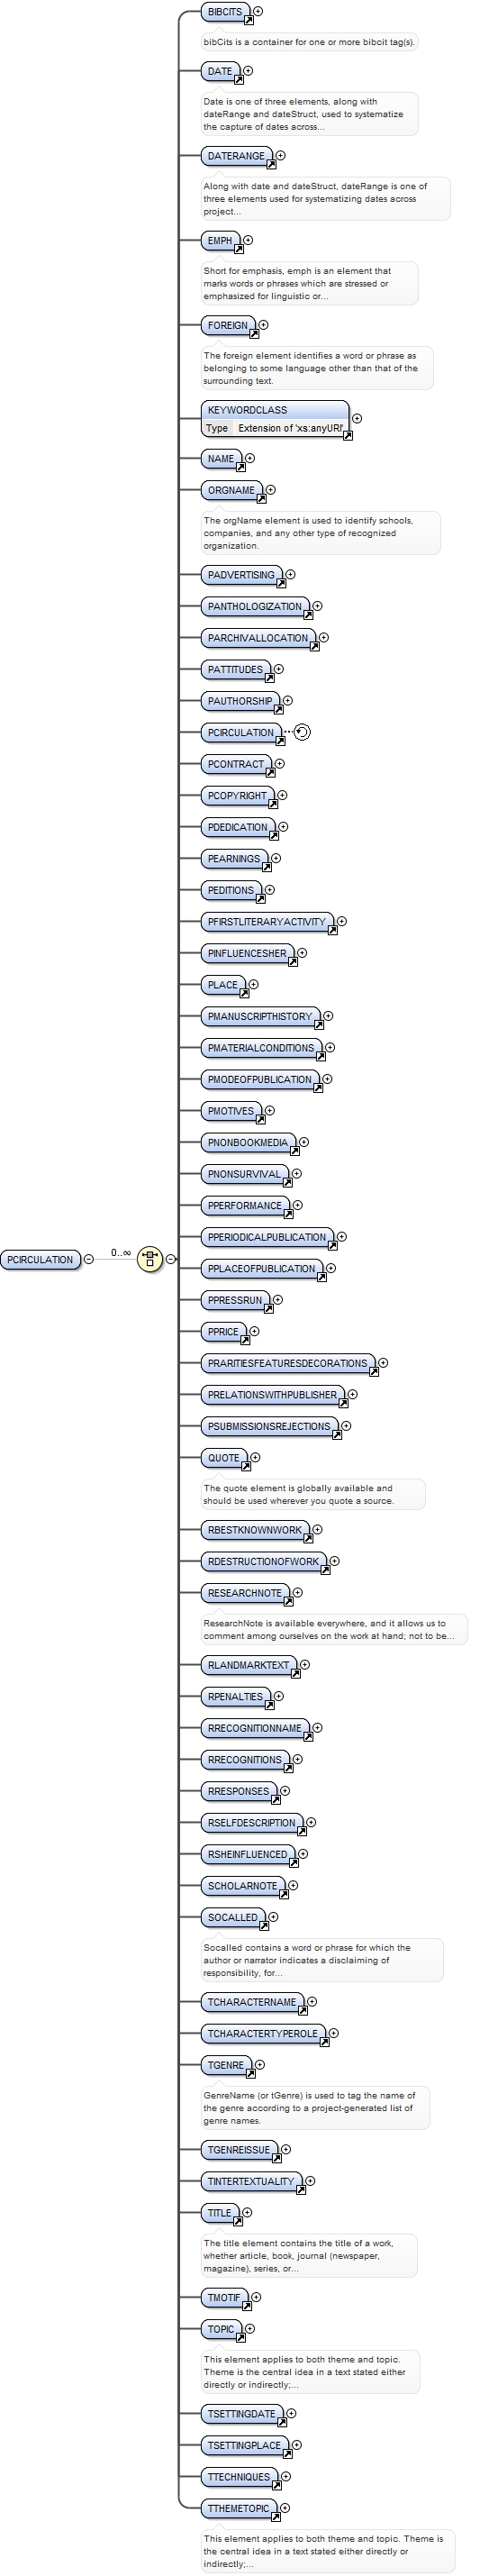 BIBCITS
bibCits is a container for one or more bibcit tag(s).
DATE
Date is one of three elements, along with
dateRange and dateStruct, used to systematize
the capture of dates across...
DATERANGE
Along with date and dateStruct, dateRange is one of
three elements used for systematizing dates across
project...
EMPH
Short for emphasis, emph is an element that
marks words or phrases which are stressed or
emphasized for linguistic or...
FOREIGN
The foreign element identifies a word or phrase as
belonging to some language other than that of the
surrounding text.
KEYWORDCLASS
Type Extension of 'xs:anyURI'
NAME
ORGNAME
The orgName element is used to identify schools,
companies, and any other type of recognized
organization.
PADVERTISING
PANTHOLOGIZATION
PARCHIVALLOCATION
PATTITUDES
PAUTHORSHIP
PCIRCULATION
PCONTRACT
PCOPYRIGHT
PDEDICATION
PEARNINGS
PEDITIONS
PFIRSTLITERARYACTIVITY
PINFLUENCESHER
PLACE
PMANUSCRIPTHISTORY
PMATERIALCONDITIONS
PMODEOFPUBLICATION
PMOTIVES
PNONBOOKMEDIA
PNONSURVIVAL
PPERFORMANCE
PPERIODICALPUBLICATION
PCIRCULATION 0..∞
PPLACEOFPUBLICATION
PPRESSRUN
PPRICE
PRARITIESFEATURESDECORATIONS
PRELATIONSWITHPUBLISHER
PSUBMISSIONSREJECTIONS
QUOTE
The quote element is globally available and
should be used wherever you quote a source.
RBESTKNOWNWORK
RDESTRUCTIONOFWORK
RESEARCHNOTE
ResearchNote is available everywhere, and it allows us to
comment among ourselves on the work at hand; not to be...
RLANDMARKTEXT
RPENALTIES
RRECOGNITIONNAME
RRECOGNITIONS
RRESPONSES
RSELFDESCRIPTION
RSHEINFLUENCED
SCHOLARNOTE
SOCALLED
Socalled contains a word or phrase for which the
author or narrator indicates a disclaiming of
responsibility, for...
TCHARACTERNAME
TCHARACTERTYPEROLE
TGENRE
GenreName (or tGenre) is used to tag the name of
the genre according to a project-generated list of
genre names.
TGENREISSUE
TINTERTEXTUALITY
TITLE
The title element contains the title of a work,
whether article, book, journal (newspaper,
magazine), series, or...
TMOTIF
TOPIC
This element applies to both theme and topic.
Theme is the central idea in a text stated either
directly or indirectly;...
TSETTINGDATE
TSETTINGPLACE
TTECHNIQUES
TTHEMETOPIC
This element applies to both theme and topic. Theme is
the central idea in a text stated either directly or
indirectly;...